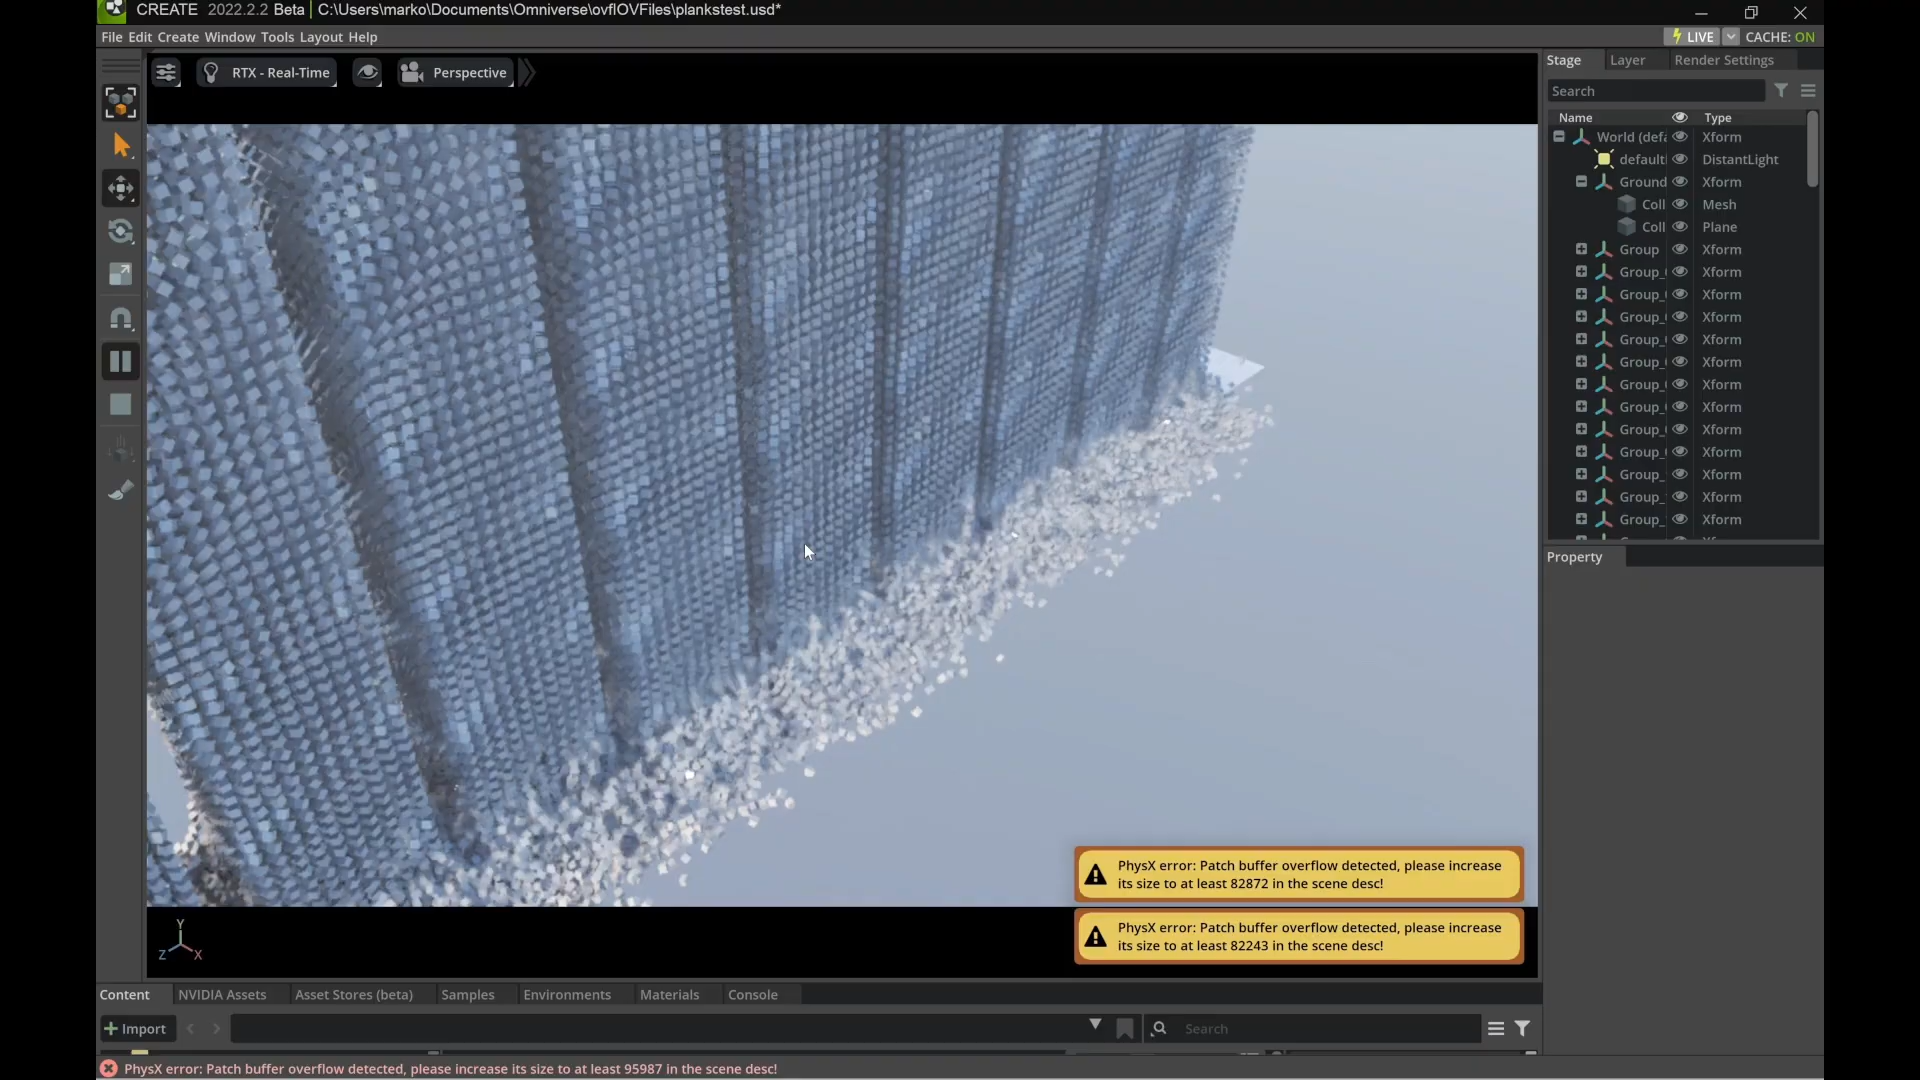 CREATE 2022.2.2 Beta | C:\Users\marko\Documents\Omniverse\ovflOVFiles\plankstest.usd*
File Edit Create Window Tools Layout Help
LIVE CACHE: ON
RTX - Real-Time Perspective
Stage Layer Render Settings
Search
Name Type
World (defa Xform
default DistantLight
Ground Xform
Coll Mesh
Coll Plane
Group Xform
Group_ Xform
Group_ Xform
Group_ Xform
Group_ Xform
Group_ Xform
Group_ Xform
Group_ Xform
Group_ Xform
Group_ Xform
Group_ Xform
Group_ Xform
Group_ Xform
Property
PhysX error: Patch buffer overflow detected, please increase
its size to at least 82872 in the scene desc!
PhysX error: Patch buffer overflow detected, please increase
its size to at least 82243 in the scene desc!
Y
Z X
Content NVIDIA Assets Asset Stores (beta) Samples Environments Materials Console
Import Search
PhysX error: Patch buffer overflow detected, please increase its size to at least 95987 in the scene desc!